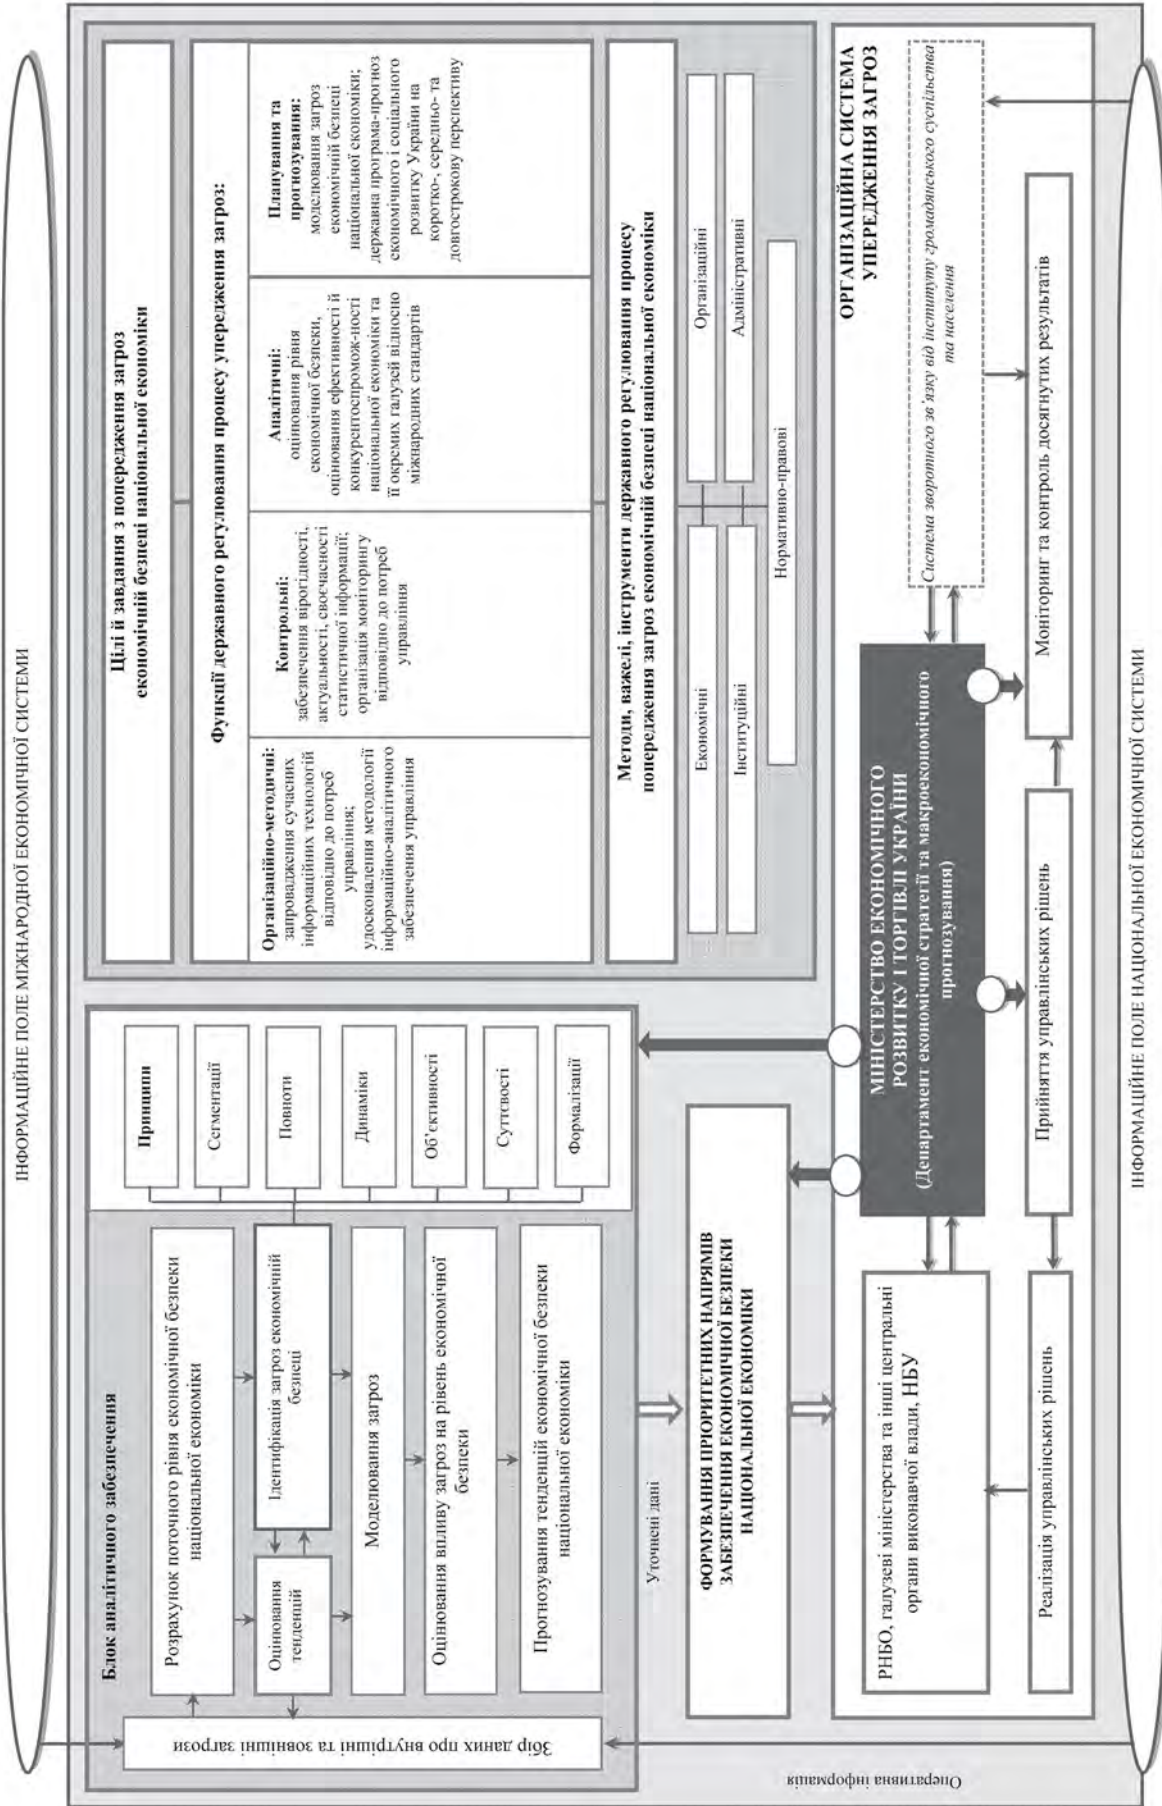 ІНФОРМАЦІЙНЕ ПОЛЕ МІЖНАРОДНОЇ ЕКОНОМІЧНОЇ СИСТЕМИ
Блок аналітичного забезпечення
Збір даних про внутрішні та зовнішні загрози
Розрахунок поточного рівня економічної безпеки
національної економіки
Оцінювання
тенденцій
Ідентифікація загроз економічній
безпеці
Моделювання загроз
Оцінювання впливу загроз на рівень економічної
безпеки
Прогнозування тенденцій економічної безпеки
національної економіки
Принципи
Сегментації
Повноти
Динаміки
Об’єктивності
Суттєвості
Формалізації
Цілі й завдання з попередження загроз
економічній безпеці національної економіки
Функції державного регулювання процесу упередження загроз:
Організаційно-методичні:
запровадження сучасних
інформаційних технологій
відповідно до потреб
управління;
удосконалення методології
інформаційно-аналітичного
забезпечення управління
Контрольні:
забезпечення вірогідності,
актуальності, своєчасності
статистичної інформації;
організація моніторингу
відповідно до потреб
управління
Аналітичні:
оцінювання рівня
економічної безпеки,
оцінювання ефективності й
конкурентоспромож-ності
національної економіки та
її окремих галузей відносно
міжнародних стандартів
Планування та
прогнозування:
моделювання загроз
економічній безпеці
національної економіки;
державна програма-прогноз
економічного і соціального
розвитку України на
коротко-, середньо- та
довгострокову перспективу
Методи, важелі, інструменти державного регулювання процесу
попередження загроз економічній безпеці національної економіки
Економічні
Організаційні
Інституційні
Адміністративні
Нормативно-правові
Уточнені дані
Оперативна інформація
ФОРМУВАННЯ ПРІОРИТЕТНИХ НАПРЯМІВ
ЗАБЕЗПЕЧЕННЯ ЕКОНОМІЧНОЇ БЕЗПЕКИ
НАЦІОНАЛЬНОЇ ЕКОНОМІКИ
ОРГАНІЗАЦІЙНА СИСТЕМА
УПЕРЕДЖЕННЯ ЗАГРОЗ
РНБО, галузеві міністерства та інші центральні
органи виконавчої влади, НБУ
МІНІСТЕРСТВО ЕКОНОМІЧНОГО
РОЗВИТКУ І ТОРГІВЛІ УКРАЇНИ
(Департамент економічної стратегії та макроекономічного
прогнозування)
Система зворотного зв’язку від інституту громадянського суспільства
та населення
Реалізація управлінських рішень
Прийняття управлінських рішень
Моніторинг та контроль досягнутих результатів
ІНФОРМАЦІЙНЕ ПОЛЕ НАЦІОНАЛЬНОЇ ЕКОНОМІЧНОЇ СИСТЕМИ